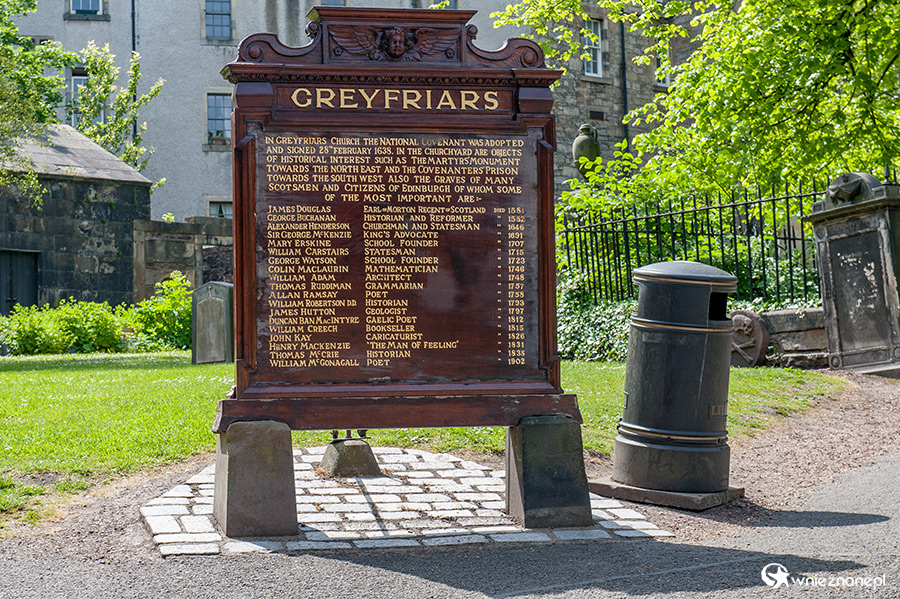 GREYFRIARS
IN GREYFRIARS CHURCH THE NATIONAL COVENANT WAS ADOPTED
AND SIGNED 28TH FEBRUARY 1638. IN THE CHURCHYARD ARE OBJECTS
OF HISTORICAL INTEREST SUCH AS THE MARTYRS' MONUMENT
TOWARDS THE NORTH EAST AND THE COVENANTERS' PRISON
TOWARDS THE SOUTH WEST ALSO THE GRAVES OF MANY
SCOTSMEN AND CITIZENS OF EDINBURGH OF WHOM SOME
OF THE MOST IMPORTANT ARE:-
JAMES DOUGLAS EARL OF MORTON REGENT OF SCOTLAND DIED 1581
GEORGE BUCHANAN HISTORIAN AND REFORMER " 1582
ALEXANDER HENDERSON CHURCHMAN AND STATESMAN " 1646
SIR GEORGE McKENZIE KING'S ADVOCATE " 1691
MARY ERSKINE SCHOOL FOUNDER " 1707
WILLIAM CARSTAIRS STATESMAN " 1715
GEORGE WATSON SCHOOL FOUNDER " 1723
COLIN MACLAURIN MATHEMATICIAN " 1746
WILLIAM ADAM ARCHITECT " 1748
THOMAS RUDDIMAN GRAMMARIAN " 1757
ALLAN RAMSAY POET " 1758
WILLIAM ROBERTSON D.D. HISTORIAN " 1793
JAMES HUTTON GEOLOGIST " 1797
DUNCAN BAN MACINTYRE GAELIC POET " 1812
WILLIAM CREECH BOOKSELLER " 1815
JOHN KAY CARICATURIST " 1826
HENRY MACKENZIE 'THE MAN OF FEELING' " 1831
THOMAS McCRIE HISTORIAN " 1835
WILLIAM McGONAGALL POET " 1902
wnieznane.pl